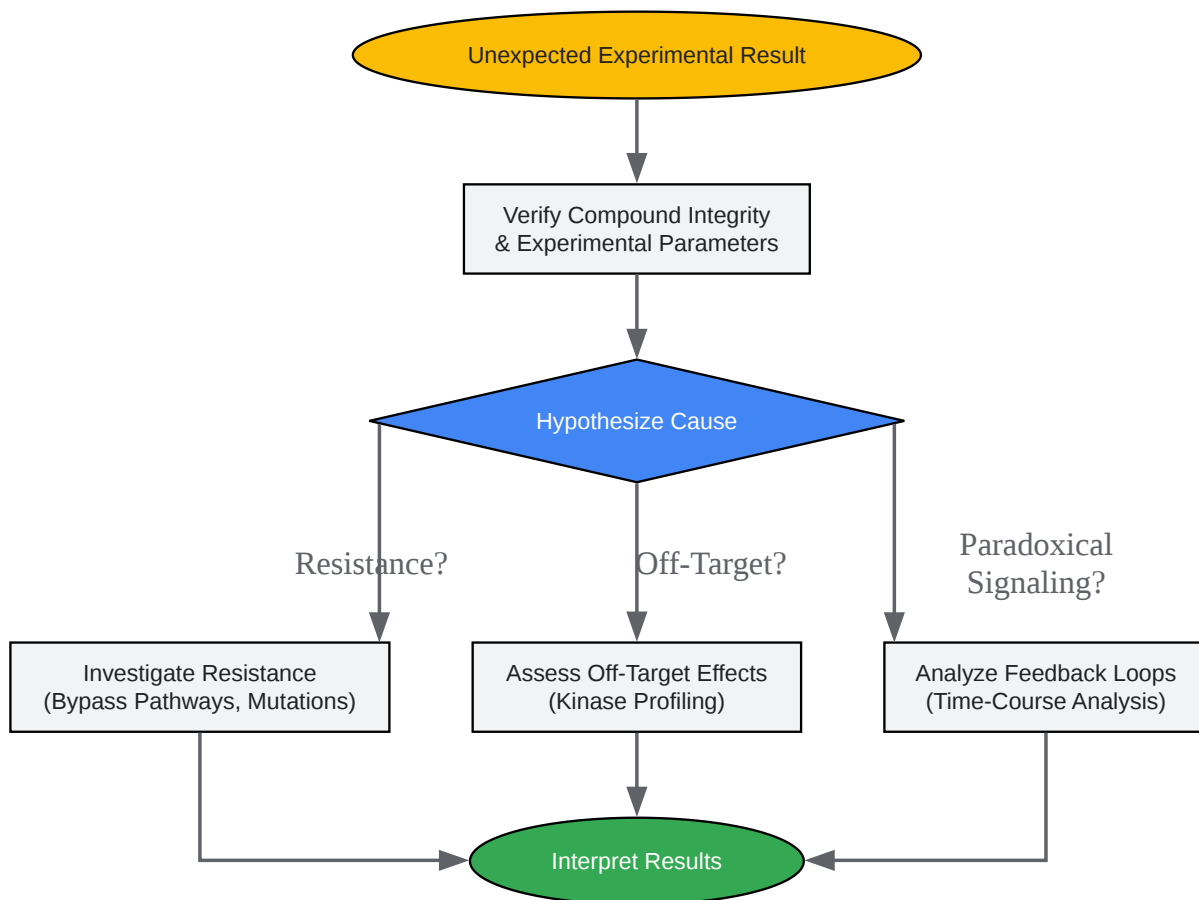 Unexpected Experimental Result
Verify Compound Integrity
& Experimental Parameters
Hypothesize Cause
Resistance?
Off-Target?
Paradoxical
Signaling?
Investigate Resistance
(Bypass Pathways, Mutations)
Assess Off-Target Effects
(Kinase Profiling)
Analyze Feedback Loops
(Time-Course Analysis)
Interpret Results